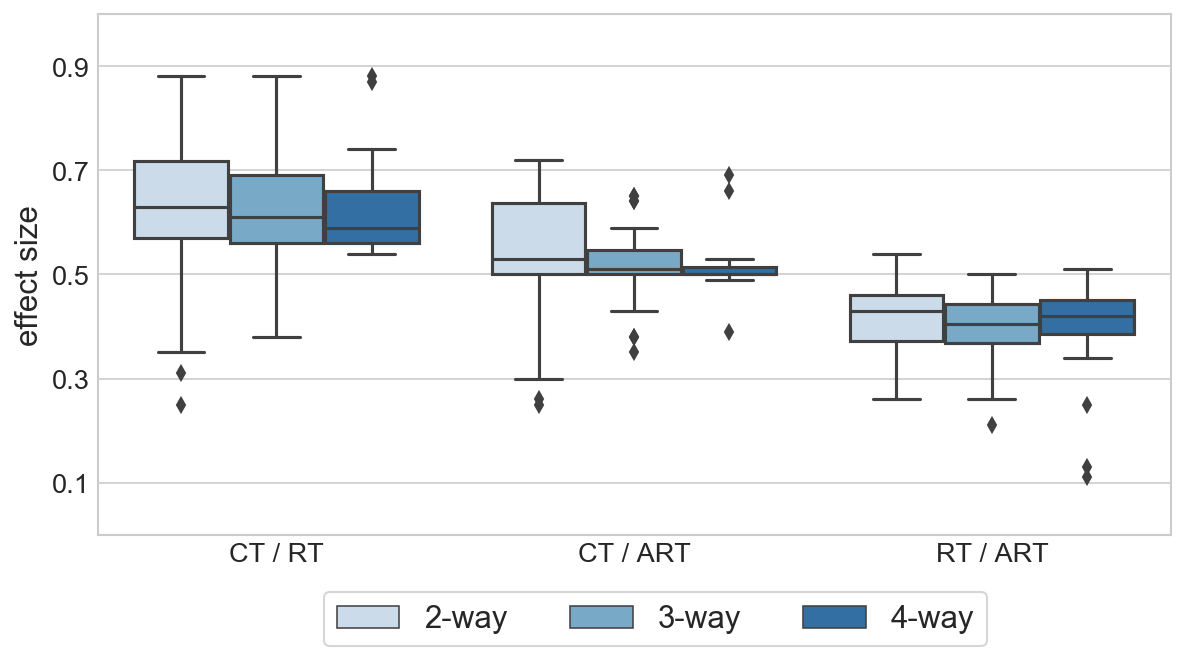 effect size
0.9
0.7
0.5
0.3
0.1
CT / RT
CT / ART
RT / ART
2-way
3-way
4-way